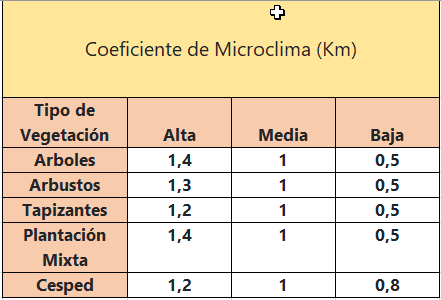 Coeficiente de Microclima (Km)
Tipo de
Vegetación Alta Media Baja
Arboles 1,4 1 0,5
Arbustos 1,3 1 0,5
Tapizantes 1,2 1 0,5
Plantación 1,4 1 0,5
Mixta
Cesped 1,2 1 0,8